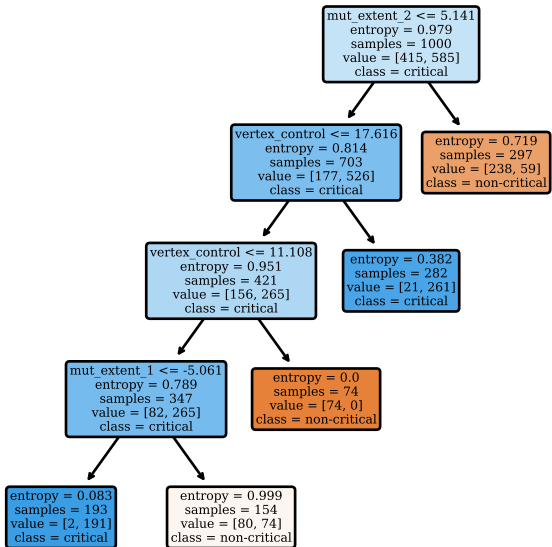 mut_extent_2 <= 5.141
entropy = 0.979
samples = 1000
value = [415, 585]
class = critical
vertex_control <= 17.616
entropy = 0.814
samples = 703
value = [177, 526]
class = critical
entropy = 0.719
samples = 297
value = [238, 59]
class = non-critical
vertex_control <= 11.108
entropy = 0.951
samples = 421
value = [156, 265]
class = critical
entropy = 0.382
samples = 282
value = [21, 261]
class = critical
mut_extent_1 <= -5.061
entropy = 0.789
samples = 347
value = [82, 265]
class = critical
entropy = 0.0
samples = 74
value = [74, 0]
class = non-critical
entropy = 0.083
samples = 193
value = [2, 191]
class = critical
entropy = 0.999
samples = 154
value = [80, 74]
class = non-critical